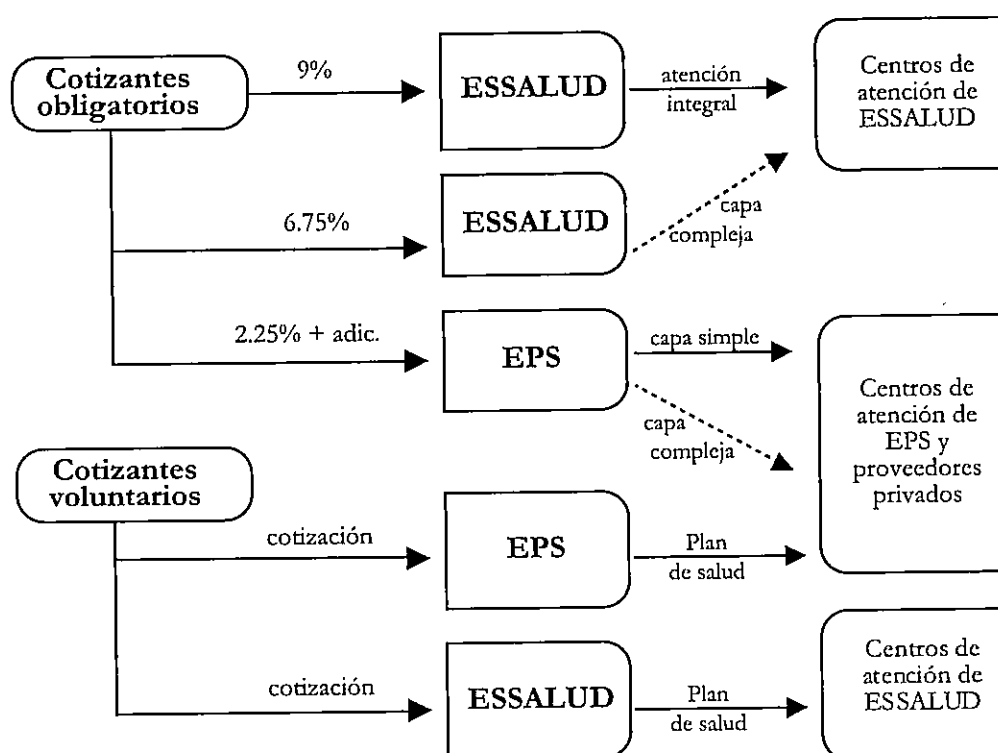 Cotizantes
obligatorios
9%
ESSALUD
atención
integral
Centros de
atención de
ESSALUD
6.75%
ESSALUD
capa
compleja
2.25% + adic.
EPS
capa simple
capa
compleja
Centros de
atención de
EPS y
proveedores
privados
Cotizantes
voluntarios
cotización
EPS
Plan
de salud
cotización
ESSALUD
Plan
de salud
Centros de
atención de
ESSALUD